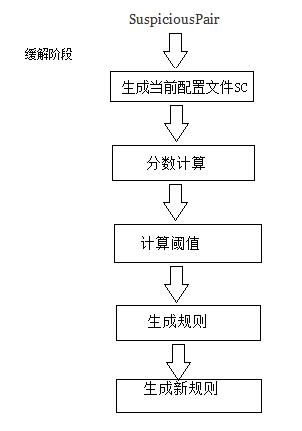 SuspiciousPair
缓解阶段
生成当前配置文件SC
分数计算
计算阈值
生成规则
生成新规则